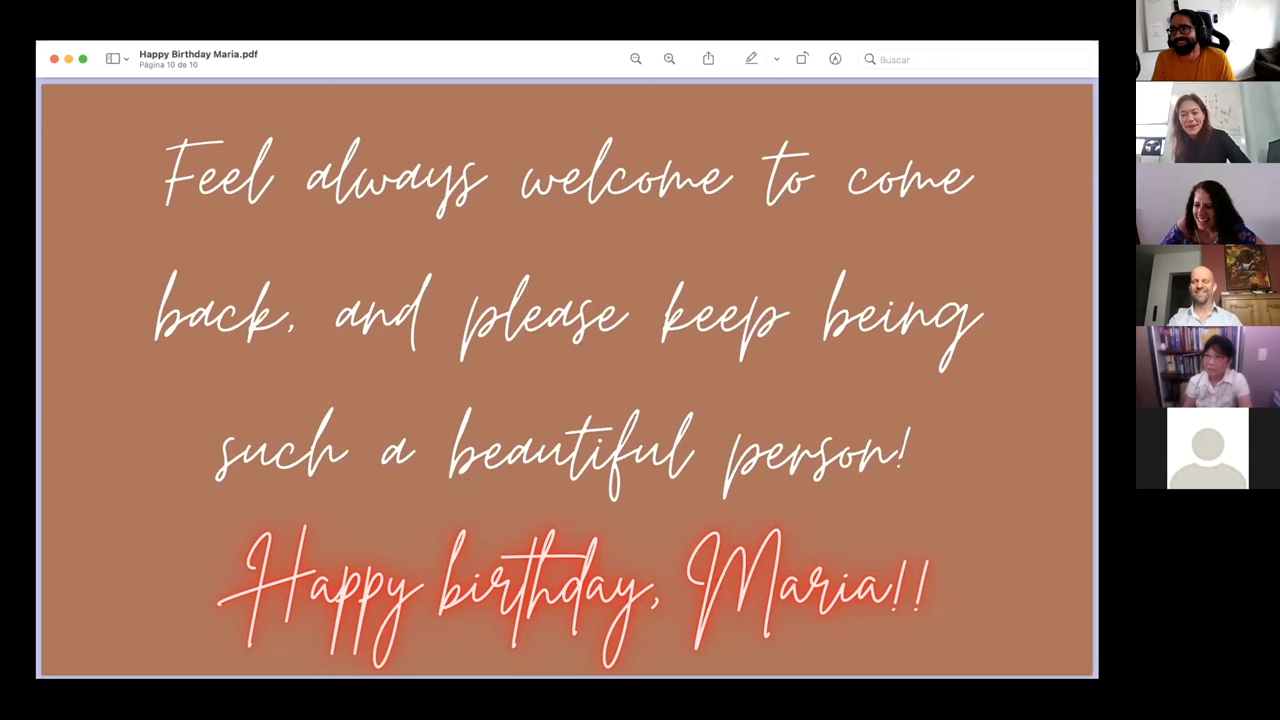 Happy Birthday Maria.pdf
Página 10 de 10
Buscar
Feel always welcome to come
back, and please keep being
such a beautiful person!
Happy birthday, Maria!!